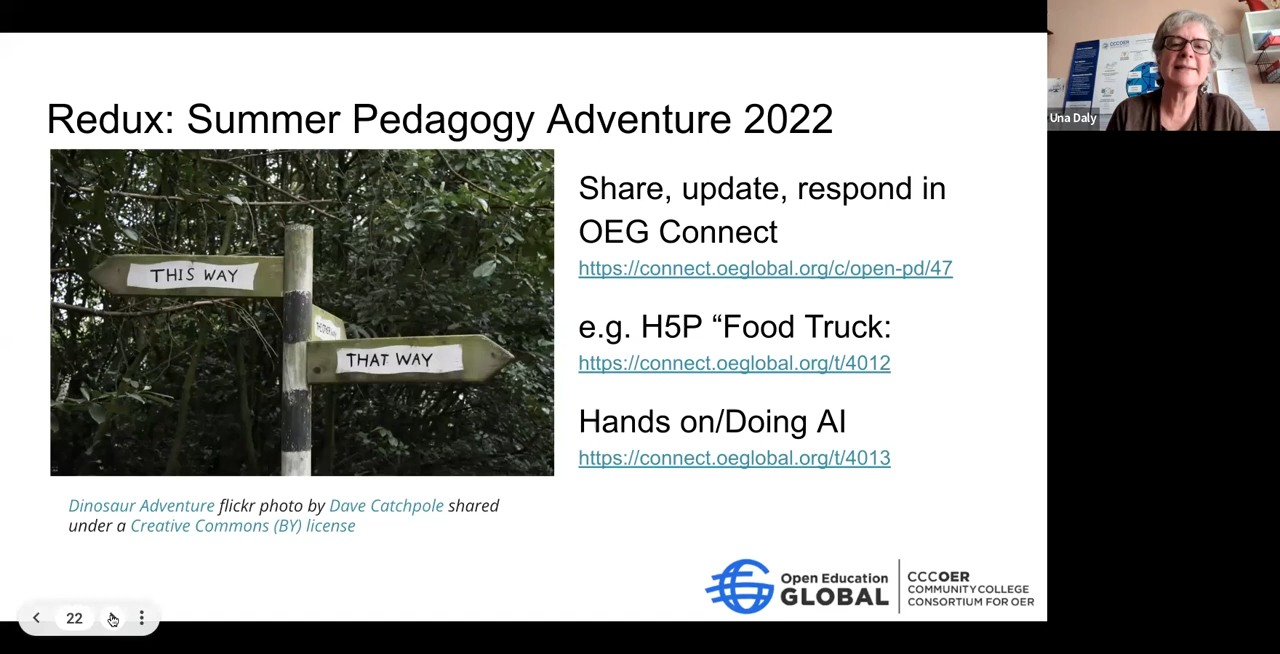 Redux: Summer Pedagogy Adventure 2022
THIS WAY
THAT WAY
Share, update, respond in
OEG Connect
https://connect.oeglobal.org/c/open-pd/47
e.g. H5P “Food Truck:
https://connect.oeglobal.org/t/4012
Hands on/Doing AI
https://connect.oeglobal.org/t/4013
Dinosaur Adventure flickr photo by Dave Catchpole shared
under a Creative Commons (BY) license
Open Education
GLOBAL
CCCOER
COMMUNITY COLLEGE
CONSORTIUM FOR OER
22
CCCOER
Una Daly